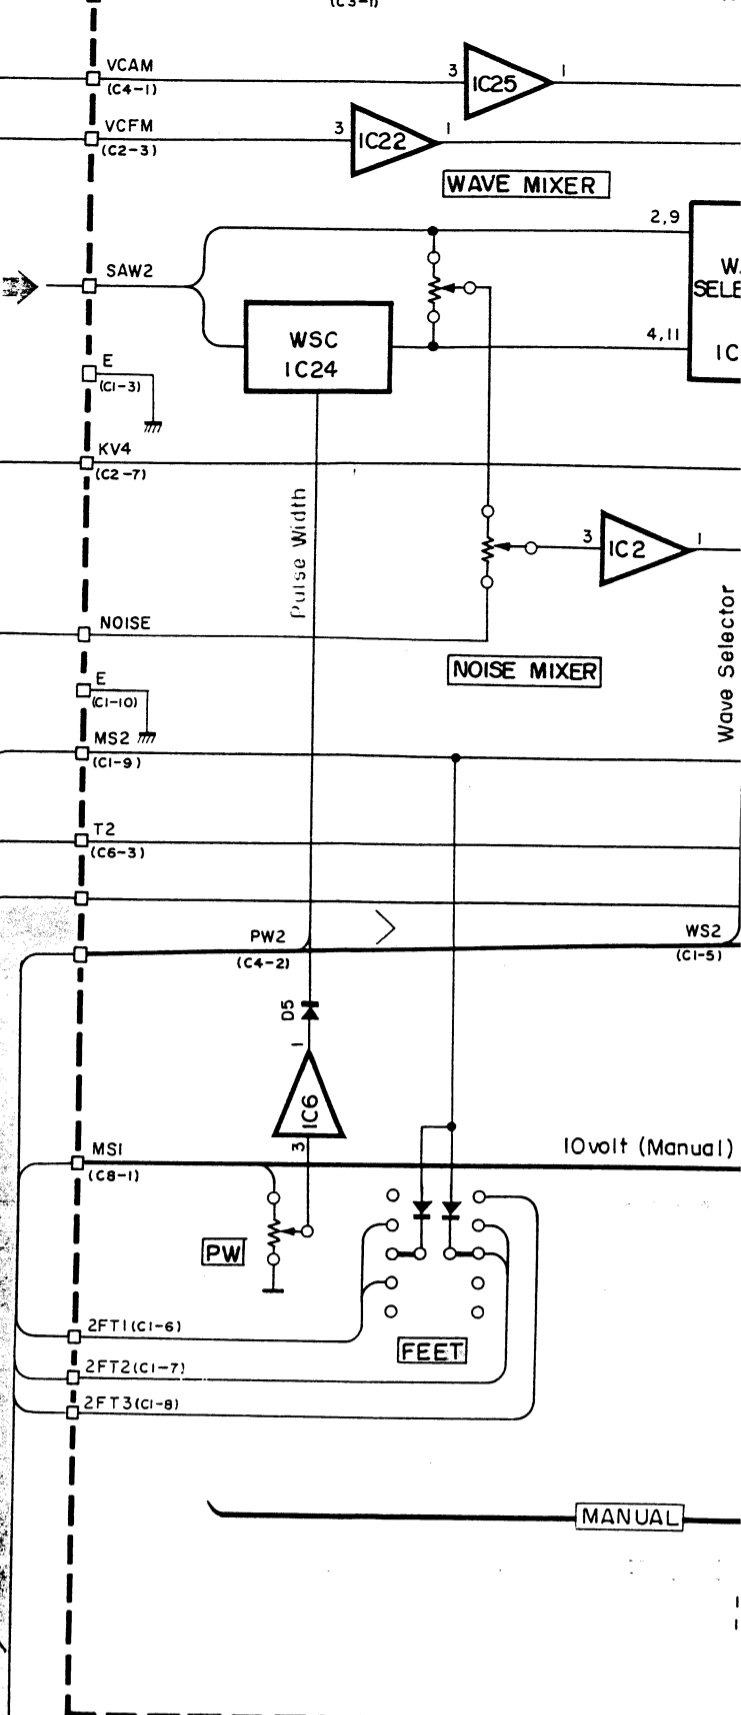 (C3-1)
VCAM
(C4-1)
3
IC25
1
VCFM
(C2-3)
3
IC22
1
WAVE MIXER
2,9
SAW2
WSC
IC24
4,11
IC
E
(C1-3)
KV4
(C2-7)
Pulse Width
3
IC2
1
NOISE
NOISE MIXER
Wave Selector
E
(C1-10)
MS2
(C1-9)
T2
(C6-3)
PW2
(C4-2)
WS2
(C1-5)
D5
1
IC6
3
MS1
(C8-1)
10volt (Manual)
PW
2FT1(C1-6)
FEET
2FT2(C1-7)
2FT3(C1-8)
MANUAL